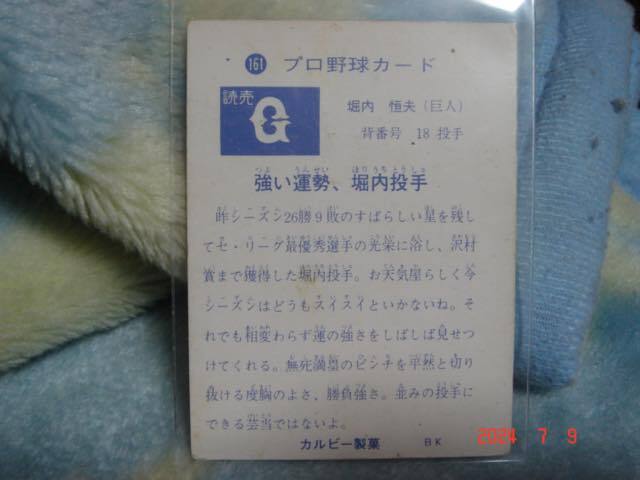 161 プロ野球カード
読売
G
堀内 恒夫(巨人)
背番号 18 投手
強い運勢、堀内投手
昨シーズン26勝9敗のすばらしい星を残し
てセ・リーグ最優秀選手の光栄に浴し、沢村
賞まで獲得した堀内投手。お天気屋らしく今
シーズンはどうもスイスイといかないね。そ
れでも相変わらず運の強さをしばしば見せつ
けてくれる。無死満塁のピンチを平然と切り
抜ける度胸のよさ、勝負強さ。並みの投手に
できる芸当ではないよ。
カルビー製菓 BK
2024 7 9